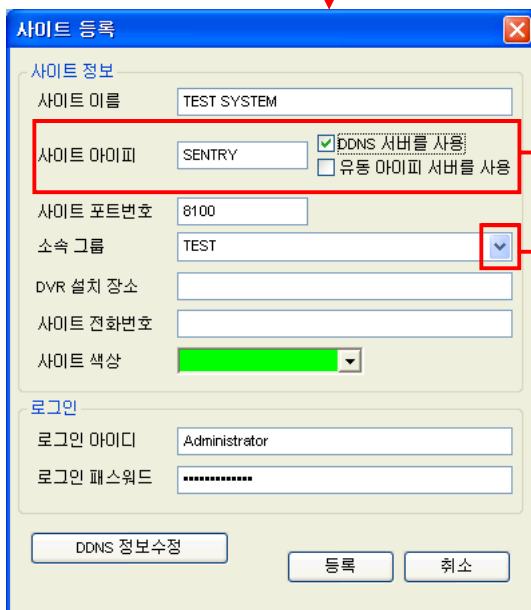 사이트 등록
사이트 정보
사이트 이름 TEST SYSTEM
사이트 아이피 SENTRY DDNS 서버를 사용
유동 아이피 서버를 사용
사이트 포트번호 8100
소속 그룹 TEST
DVR 설치 장소
사이트 전화번호
사이트 색상
로그인
로그인 아이디 Administrator
로그인 패스워드 •••••••••••••
DDNS 정보수정
등록 취소